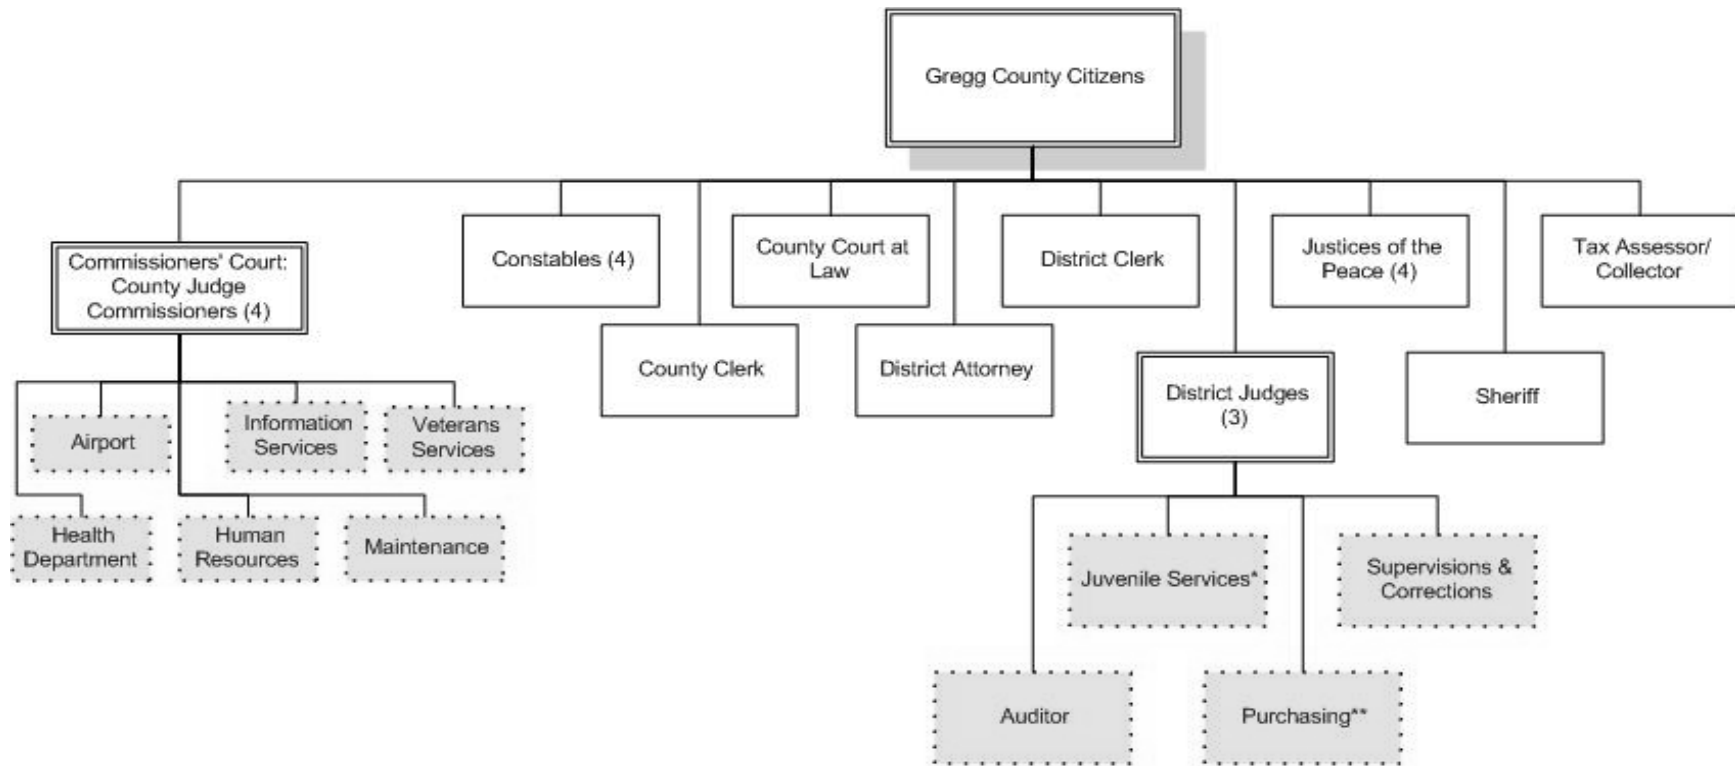 Gregg County Citizens
Commissioners' Court:
County Judge
Commissioners (4)
Constables (4)
County Clerk
County Court at
Law
District Attorney
District Clerk
District Judges
(3)
Justices of the
Peace (4)
Sheriff
Tax Assessor/
Collector
Airport
Information
Services
Veterans
Services
Health
Department
Human
Resources
Maintenance
Juvenile Services*
Supervisions &
Corrections
Auditor
Purchasing**